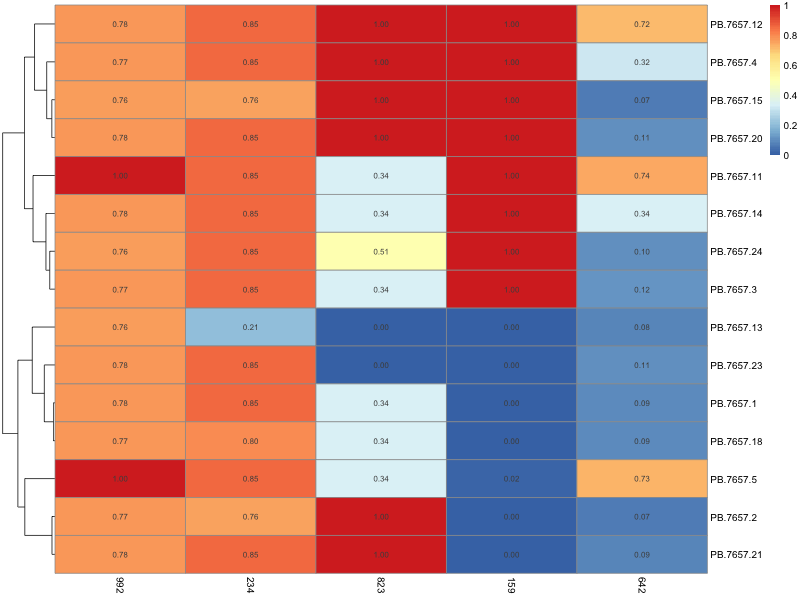 0.78 0.85 1.00 1.00 0.72 PB.7657.12
0.77 0.85 1.00 1.00 0.32 PB.7657.4
0.76 0.76 1.00 1.00 0.07 PB.7657.15
0.78 0.85 1.00 1.00 0.11 PB.7657.20
1.00 0.85 0.34 1.00 0.74 PB.7657.11
0.78 0.85 0.34 1.00 0.34 PB.7657.14
0.76 0.85 0.51 1.00 0.10 PB.7657.24
0.77 0.85 0.34 1.00 0.12 PB.7657.3
0.76 0.21 0.00 0.00 0.08 PB.7657.13
0.78 0.85 0.00 0.00 0.11 PB.7657.23
0.78 0.85 0.34 0.00 0.09 PB.7657.1
0.77 0.80 0.34 0.00 0.09 PB.7657.18
1.00 0.85 0.34 0.02 0.73 PB.7657.5
0.77 0.76 1.00 0.00 0.07 PB.7657.2
0.78 0.85 1.00 0.00 0.09 PB.7657.21
992 234 823 159 642
1
0.8
0.6
0.4
0.2
0